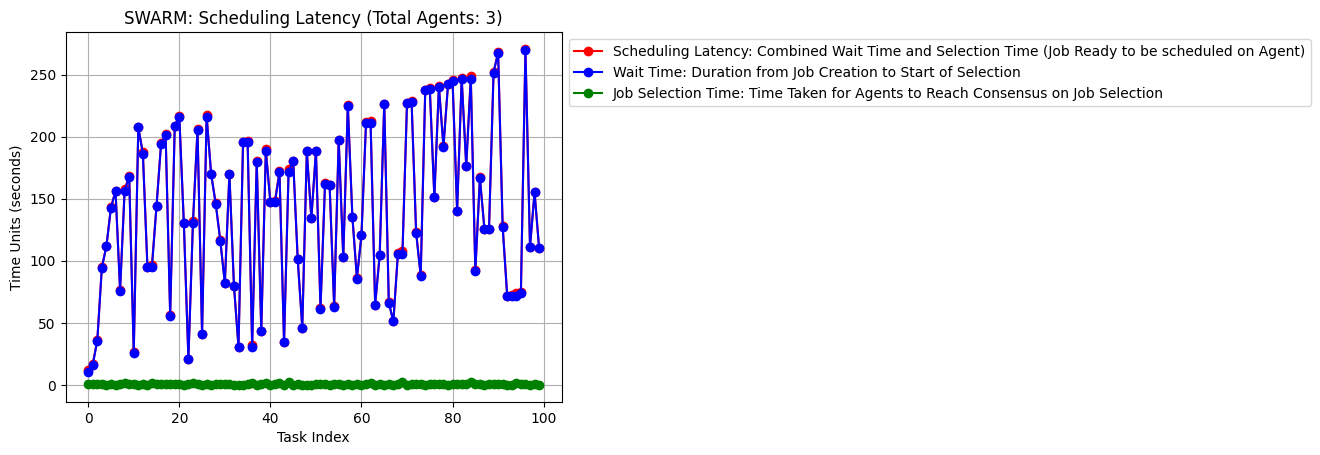 SWARM: Scheduling Latency (Total Agents: 3)
Scheduling Latency: Combined Wait Time and Selection Time (Job Ready to be scheduled on Agent)
Wait Time: Duration from Job Creation to Start of Selection
Job Selection Time: Time Taken for Agents to Reach Consensus on Job Selection
Time Units (seconds)
250
200
150
100
50
0
0 20 40 60 80 100
Task Index